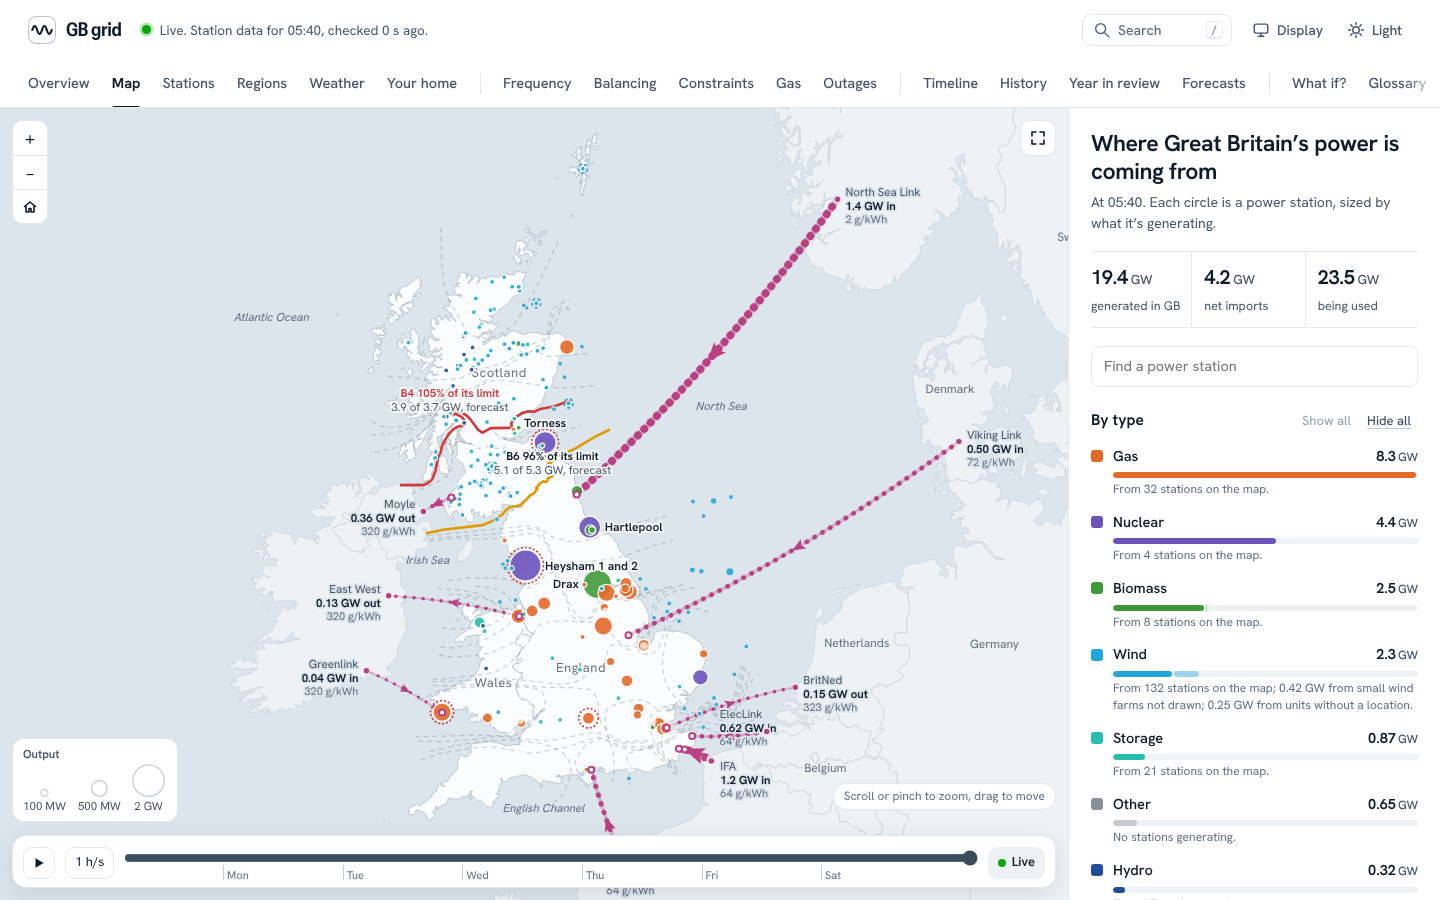 GB grid
Live. Station data for 05:40, checked 0 s ago.
Search
/
Display
Light
Overview
Map
Stations
Regions
Weather
Your home
Frequency
Balancing
Constraints
Gas
Outages
Timeline
History
Year in review
Forecasts
What if?
Glossary
+
−
North Sea Link
1.4 GW in
2 g/kWh
Sw
Atlantic Ocean
Scotland
B4 105% of its limit
3.9 of 3.7 GW, forecast
North Sea
Denmark
Torness
B6 96% of its limit
5.1 of 5.3 GW, forecast
Viking Link
0.50 GW in
72 g/kWh
Moyle
0.36 GW out
320 g/kWh
Hartlepool
Irish Sea
Heysham 1 and 2
Drax
East West
0.13 GW out
320 g/kWh
Netherlands
Germany
England
Greenlink
0.04 GW in
320 g/kWh
Wales
BritNed
0.15 GW out
323 g/kWh
ElecLink
0.62 GW in
64 g/kWh
IFA
1.2 GW in
64 g/kWh
Belgium
English Channel
Output
100 MW
500 MW
2 GW
Scroll or pinch to zoom, drag to move
1 h/s
Mon
Tue
Wed
Thu
Fri
Sat
Live
64 g/kWh
Where Great Britain’s power is
coming from
At 05:40. Each circle is a power station, sized by
what it’s generating.
19.4 GW
generated in GB
4.2 GW
net imports
23.5 GW
being used
Find a power station
By type
Show all
Hide all
Gas
8.3 GW
From 32 stations on the map.
Nuclear
4.4 GW
From 4 stations on the map.
Biomass
2.5 GW
From 8 stations on the map.
Wind
2.3 GW
From 132 stations on the map; 0.42 GW from small wind
farms not drawn; 0.25 GW from units without a location.
Storage
0.87 GW
From 21 stations on the map.
Other
0.65 GW
No stations generating.
Hydro
0.32 GW